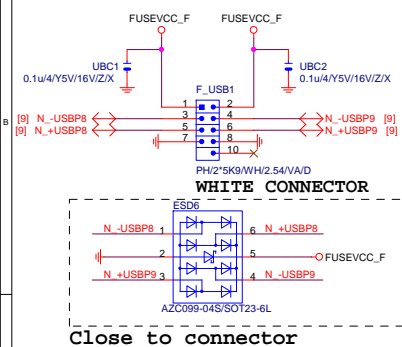 FUSEVCC_F FUSEVCC_F
UBC1 UBC2
0.1u/4/Y5V/16V/Z/X 0.1u/4/Y5V/16V/Z/X
F_USB1
1 2
B [9] N_-USBP8 3 4 N_-USBP9 [9]
[9] N_+USBP8 5 6 N_+USBP9 [9]
7 8
10
PH/2*5K9/WH/2.54/VA/D
WHITE CONNECTOR
ESD6
N_-USBP8 1 6 N_+USBP8
2 5 FUSEVCC_F
N_+USBP9 3 4 N_-USBP9
AZC099-04S/SOT23-6L
Close to connector